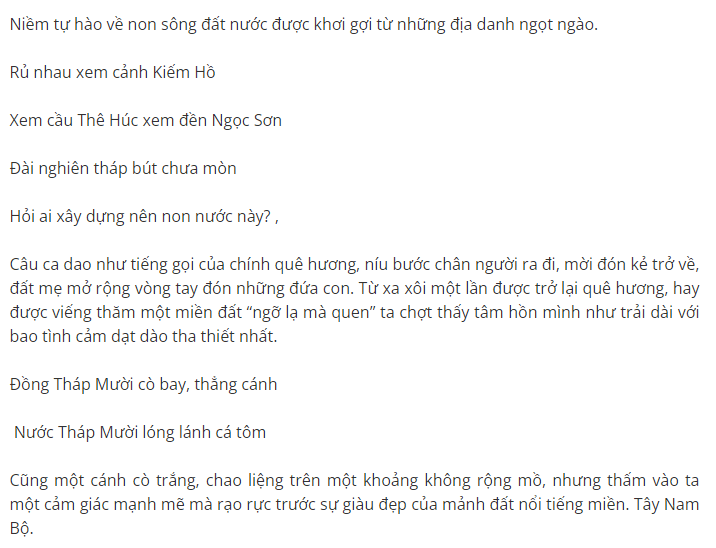 Niềm tự hào về non sông đất nước được khơi gợi từ những địa danh ngọt ngào.
Rủ nhau xem cảnh Kiếm Hồ
Xem cầu Thê Húc xem đền Ngọc Sơn
Đài nghiên tháp bút chưa mòn
Hỏi ai xây dựng nên non nước này? ,
Câu ca dao như tiếng gọi của chính quê hương, níu bước chân người ra đi, mời đón kẻ trở về,
đất mẹ mở rộng vòng tay đón những đứa con. Từ xa xôi một lần được trở lại quê hương, hay
được viếng thăm một miền đất “ngỡ lạ mà quen” ta chợt thấy tâm hồn mình như trải dài với
bao tình cảm dạt dào tha thiết nhất.
Đồng Tháp Mười cò bay, thẳng cánh
Nước Tháp Mười lóng lánh cá tôm
Cũng một cánh cò trắng, chao liệng trên một khoảng không rộng mồ, nhưng thấm vào ta
một cảm giác mạnh mẽ mà rạo rực trước sự giàu đẹp của mảnh đất nổi tiếng miền. Tây Nam
Bộ.